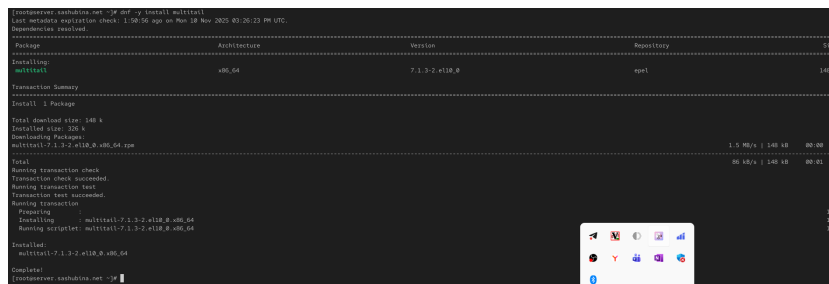 [root@server.sashubina.net ~]# dnf -y install multitail
Last metadata expiration check: 1:50:56 ago on Mon 10 Nov 2025 03:26:23 PM UTC.
Dependencies resolved.
Package Architecture Version Repository Si
Installing:
multitail x86_64 7.1.3-2.el10_0 epel 148
Transaction Summary
Install 1 Package
Total download size: 148 k
Installed size: 326 k
Downloading Packages:
multitail-7.1.3-2.el10_0.x86_64.rpm 1.5 MB/s | 148 kB 00:00
Total 86 kB/s | 148 kB 00:01
Running transaction check
Transaction check succeeded.
Running transaction test
Transaction test succeeded.
Running transaction
Preparing : 1
Installing : multitail-7.1.3-2.el10_0.x86_64 1
Running scriptlet: multitail-7.1.3-2.el10_0.x86_64 1
Installed:
multitail-7.1.3-2.el10_0.x86_64
Complete!
[root@server.sashubina.net ~]#